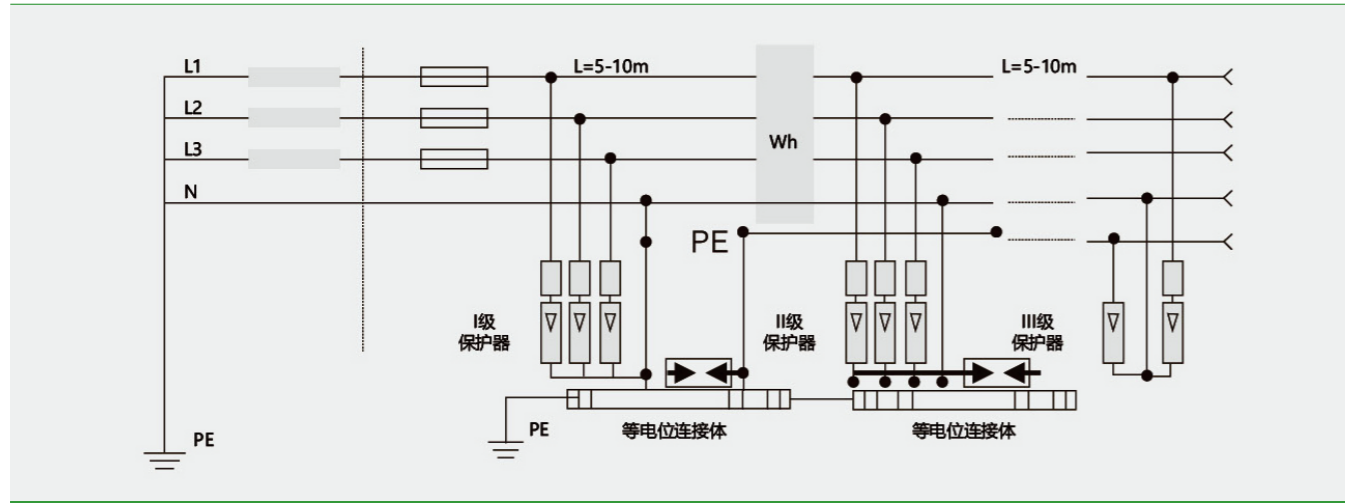 L1
L=5-10m
L=5-10m
L2
Wh
L3
N
PE
I级
保护器
II级
保护器
III级
保护器
PE
PE
等电位连接体
等电位连接体